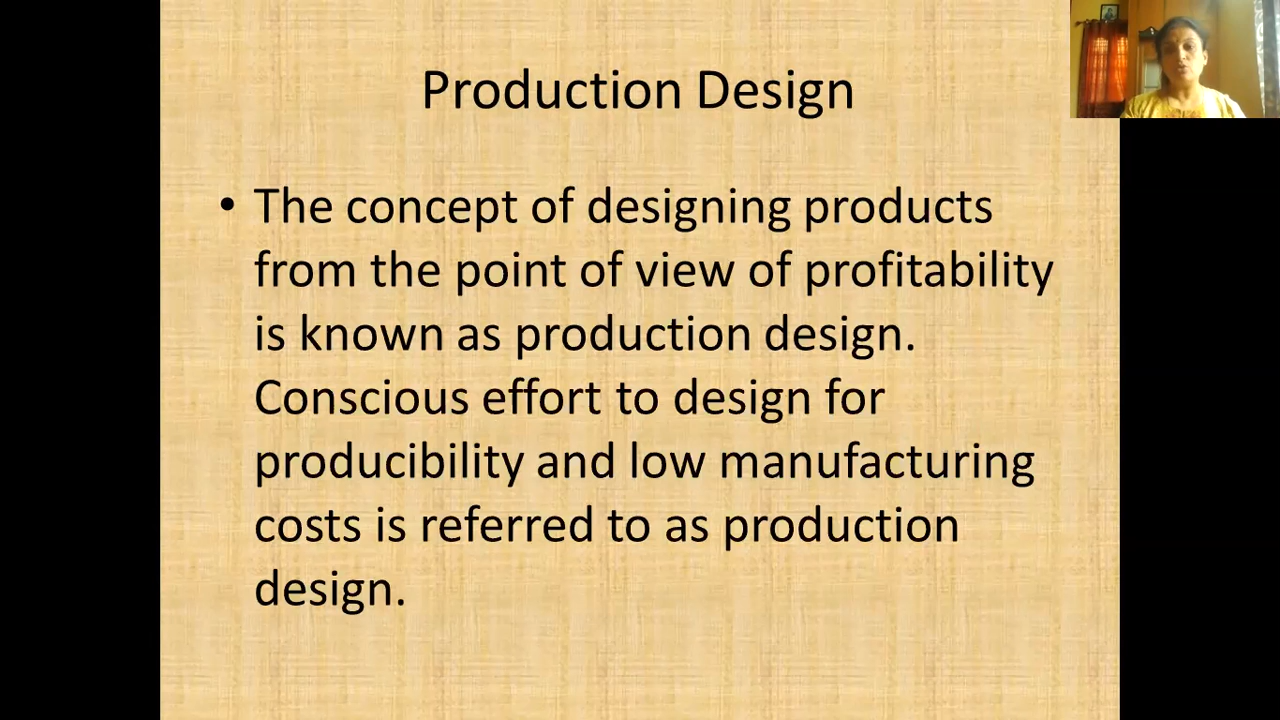 Production Design
• The concept of designing products
from the point of view of profitability
is known as production design.
Conscious effort to design for
producibility and low manufacturing
costs is referred to as production
design.